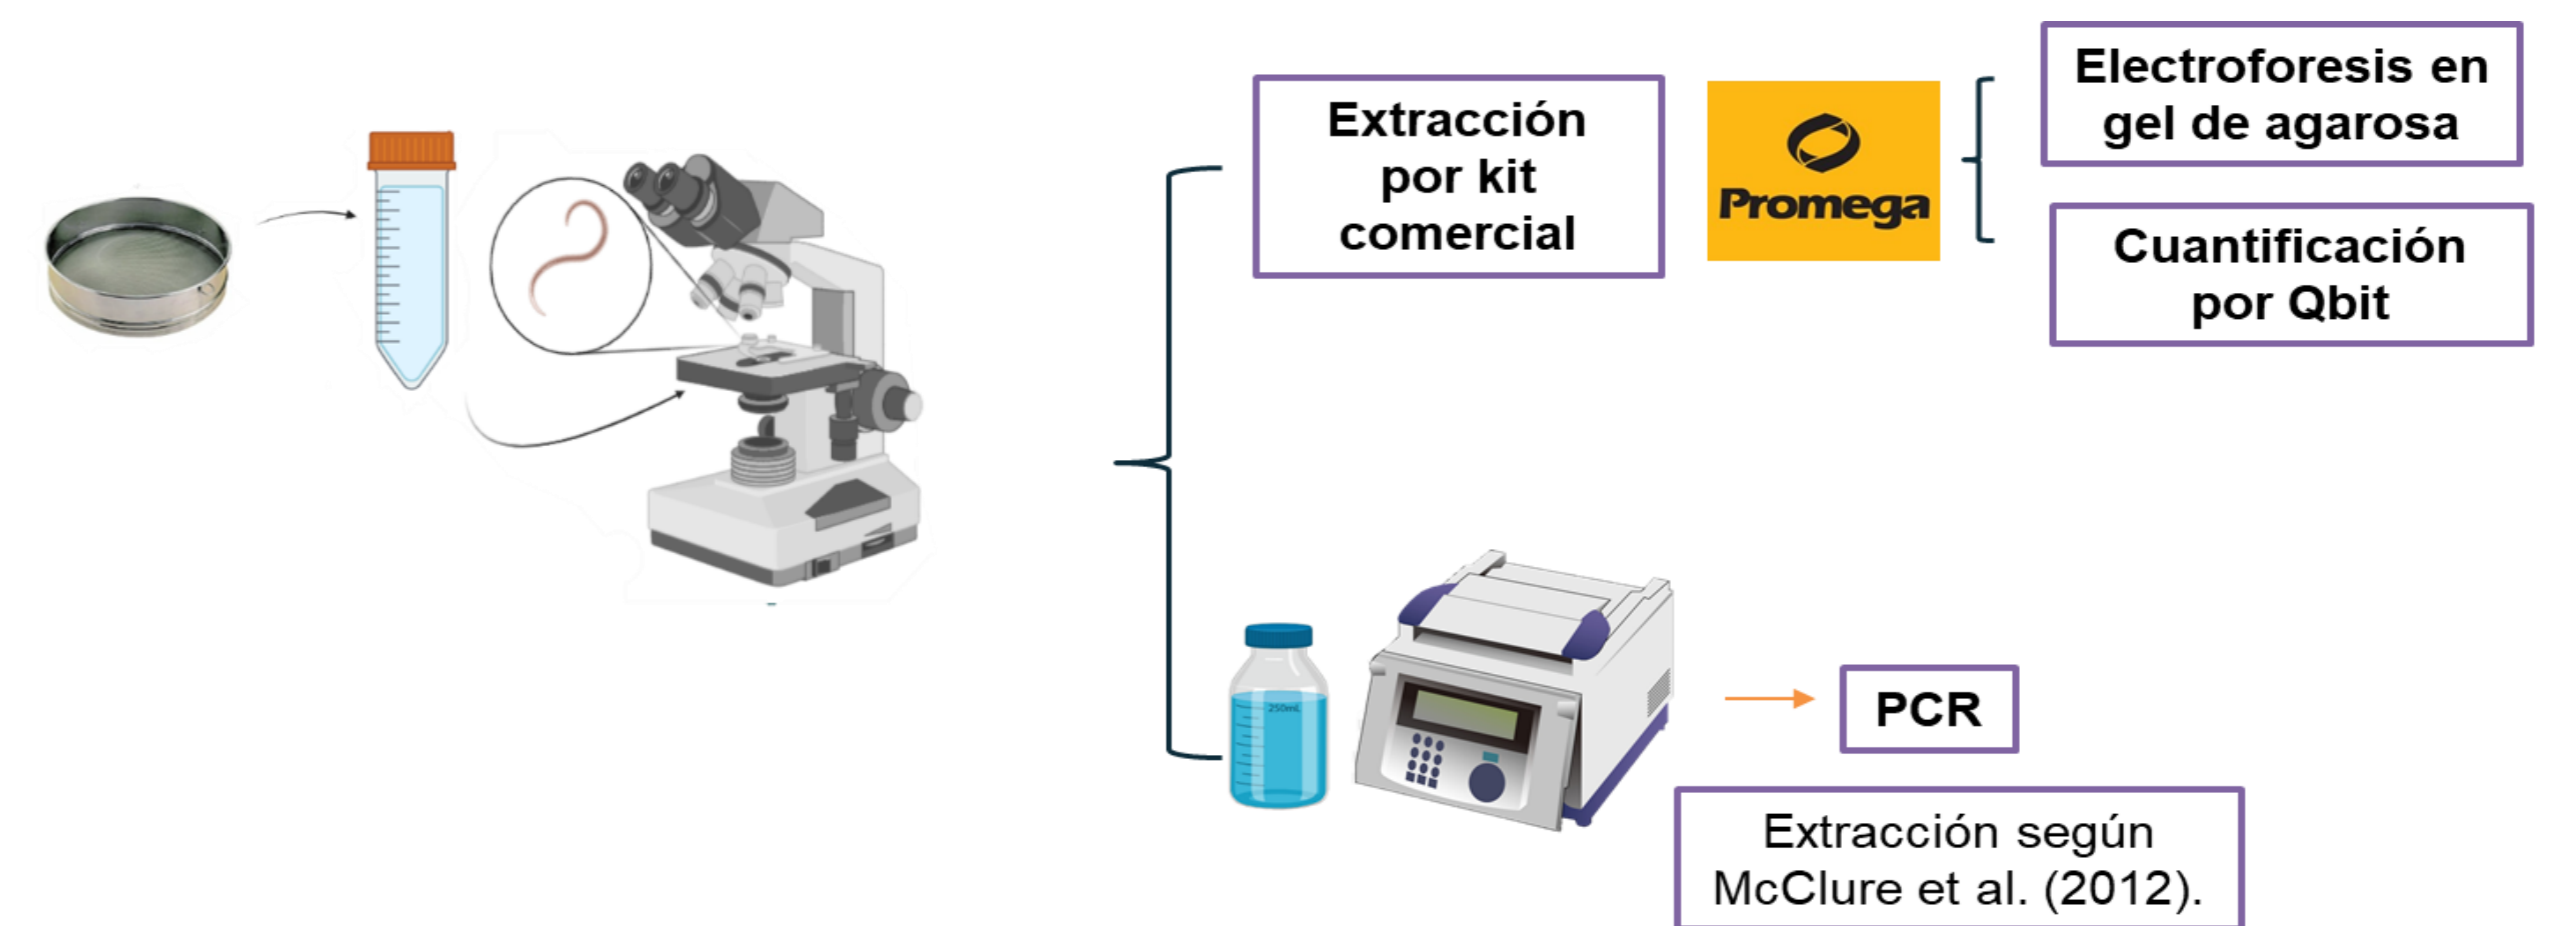 Extracción
por kit
comercial
Promega
Electroforesis en
gel de agarosa
Cuantificación
por Qbit
250mL
PCR
Extracción según
McClure et al. (2012).